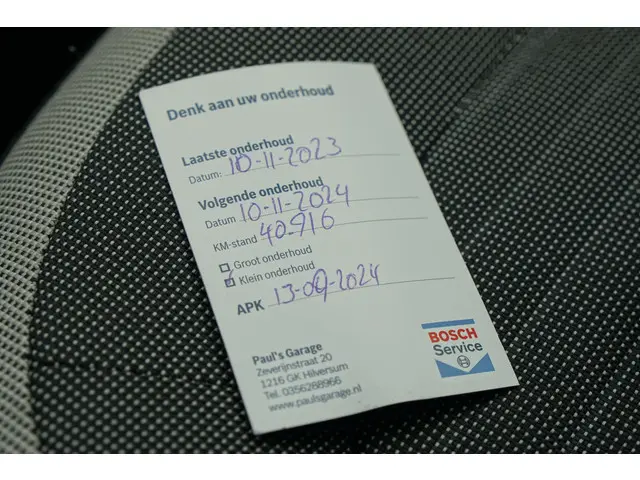 Denk aan uw onderhoud
Laatste onderhoud
Datum: 10-11-2023
Volgende onderhoud
Datum 10-11-2024
KM-stand 40.916
Groot onderhoud
Klein onderhoud
APK 13-09-2024
Paul's Garage
Zeverijnstraat 20
1216 GK Hilversum
Tel. 0356268966
www.paulsgarage.nl
BOSCH
Service